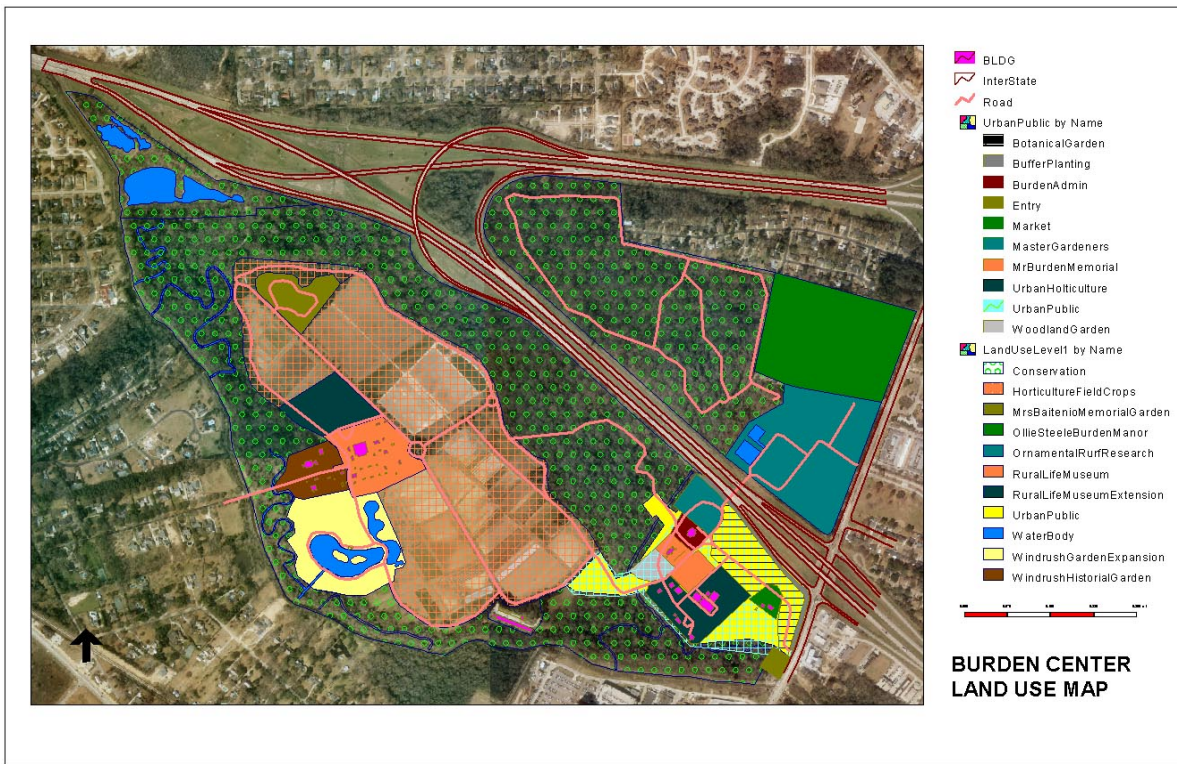 BLDG
InterState
Road
UrbanPublic by Name
BotanicalGarden
BufferPlanting
BurdenAdmin
Entry
Market
MasterGardeners
MrBurdenMemorial
UrbanHolticulture
UrbanPublic
WoodlandGarden
LandUseLevel1 by Name
Conservation
HorticultureFieldCrops
MrsBaitenioMemorialGarden
OllieSteeleBurdenManor
OrnamentalRurfResearch
RuralLifeMuseum
RuralLifeMuseumExtension
UrbanPublic
WaterBody
WindrushGardenExpansion
WindrushHistorialGarden
BURDEN CENTER
LAND USE MAP